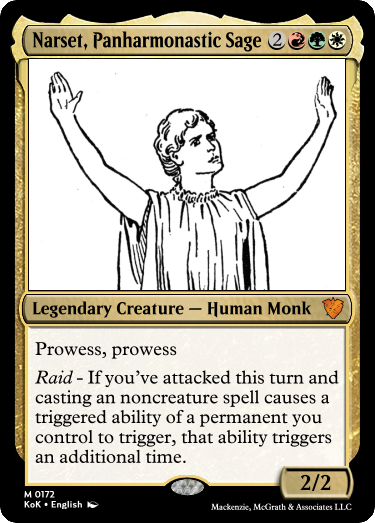 Narset, Panharmonastic Sage 2
Legendary Creature — Human Monk
Prowess, prowess
Raid - If you've attacked this turn and
casting an noncreature spell causes a
triggered ability of a permanent you
control to trigger, that ability triggers
an additional time.
2/2
M 0172
KoK • English
Mackenzie, McGrath & Associates LLC